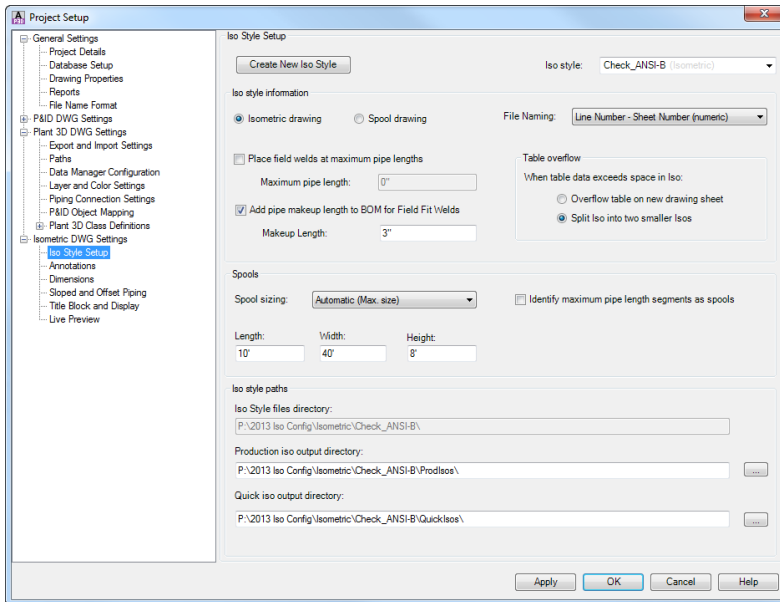 Project Setup
General Settings
Project Details
Database Setup
Drawing Properties
Reports
File Name Format
P&ID DWG Settings
Plant 3D DWG Settings
Export and Import Settings
Paths
Data Manager Configuration
Layer and Color Settings
Piping Connection Settings
P&ID Object Mapping
Plant 3D Class Definitions
Isometric DWG Settings
Iso Style Setup
Annotations
Dimensions
Sloped and Offset Piping
Title Block and Display
Live Preview
Iso Style Setup
Create New Iso Style
Iso style: Check_ANSI-B (Isometric)
Iso style information
Isometric drawing Spool drawing File Naming: Line Number - Sheet Number (numeric)
Place field welds at maximum pipe lengths
Maximum pipe length: 0"
Add pipe makeup length to BOM for Field Fit Welds
Makeup Length: 3"
Table overflow
When table data exceeds space in Iso:
Overflow table on new drawing sheet
Split Iso into two smaller Isos
Spools
Spool sizing: Automatic (Max. size) Identify maximum pipe length segments as spools
Length: Width: Height:
10' 40' 8'
Iso style paths
Iso Style files directory:
P:\2013 Iso Config\Isometric\Check_ANSI-B\
Production iso output directory:
P:\2013 Iso Config\Isometric\Check_ANSI-B\ProdIsos\
...
Quick iso output directory:
P:\2013 Iso Config\Isometric\Check_ANSI-B\QuickIsos\
...
Apply OK Cancel Help